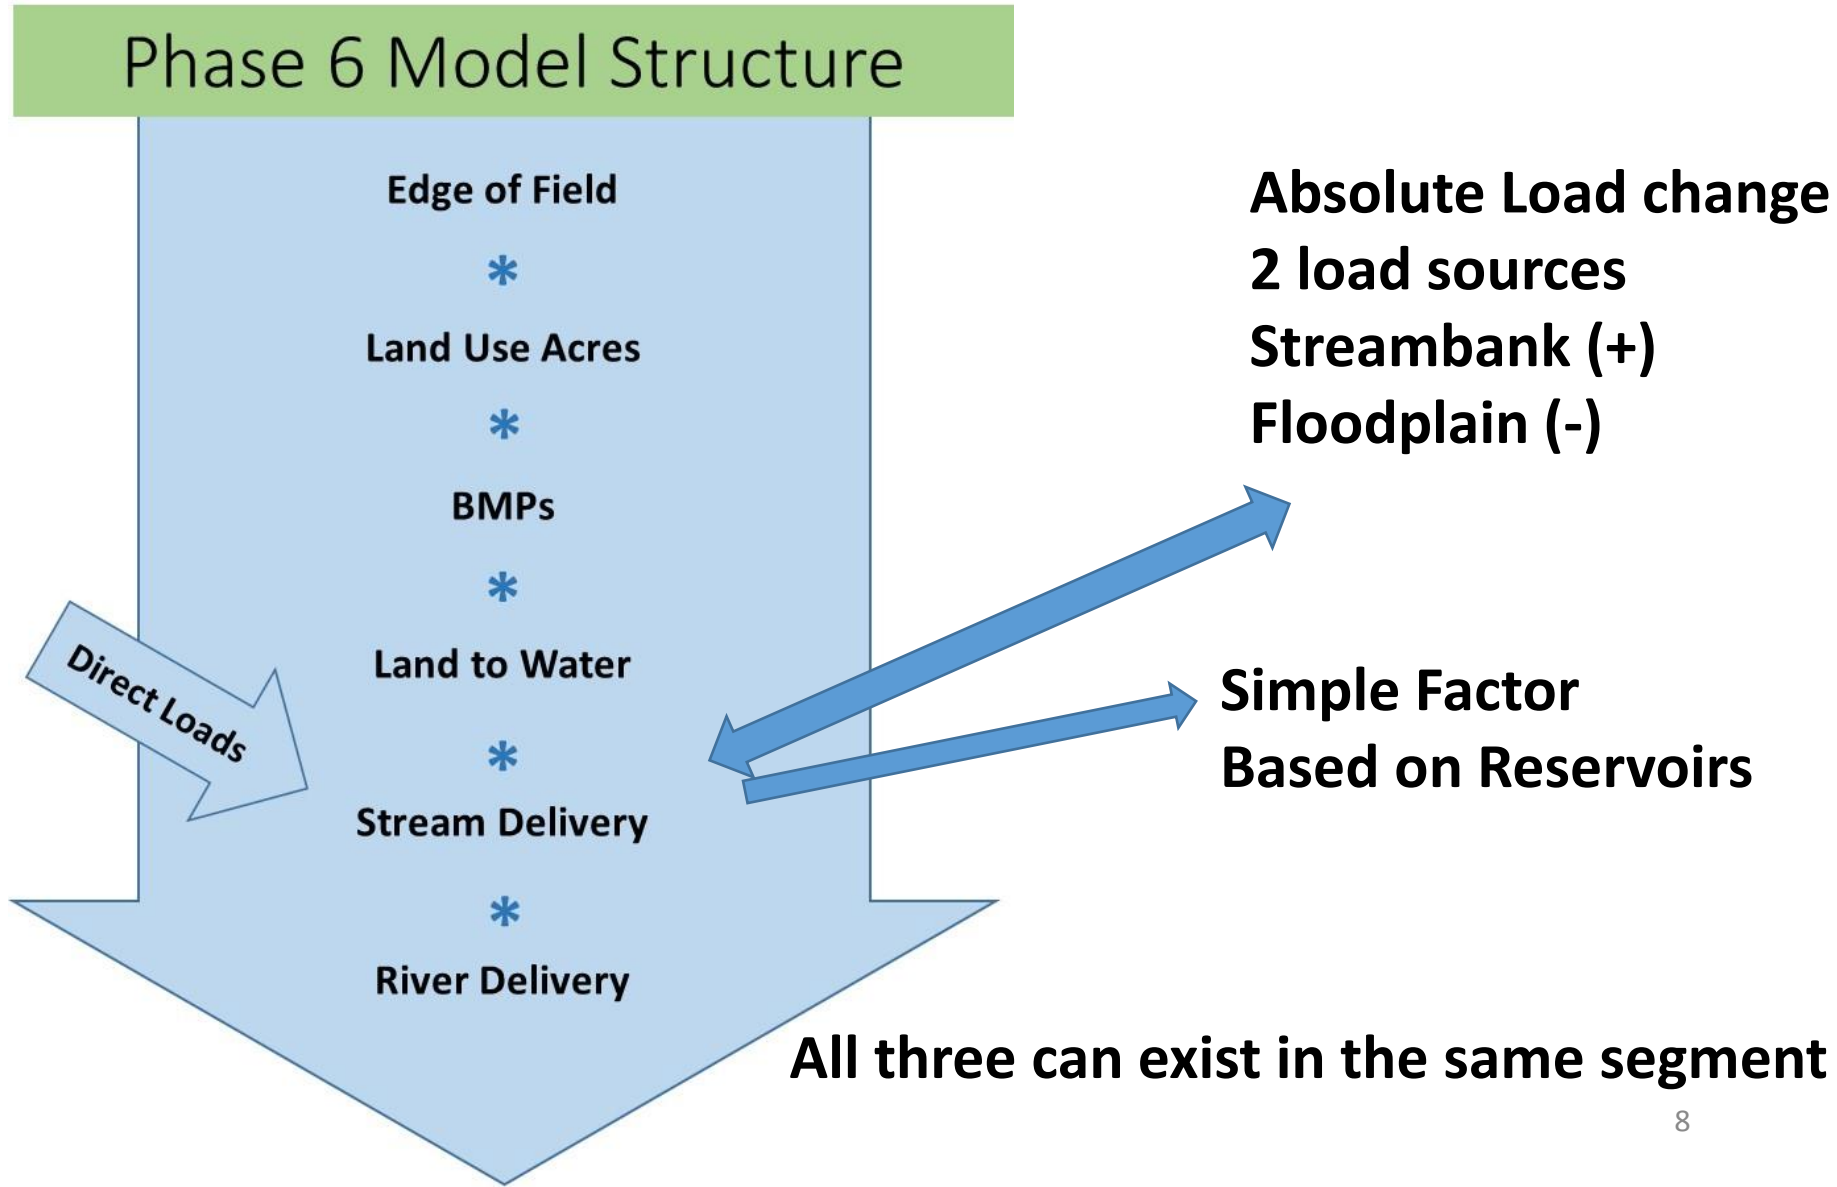 Phase 6 Model Structure
Edge of Field
*
Land Use Acres
*
BMPs
*
Land to Water
*
Stream Delivery
*
River Delivery
Direct Loads
Absolute Load change
2 load sources
Streambank (+)
Floodplain (-)
Simple Factor
Based on Reservoirs
All three can exist in the same segment
8